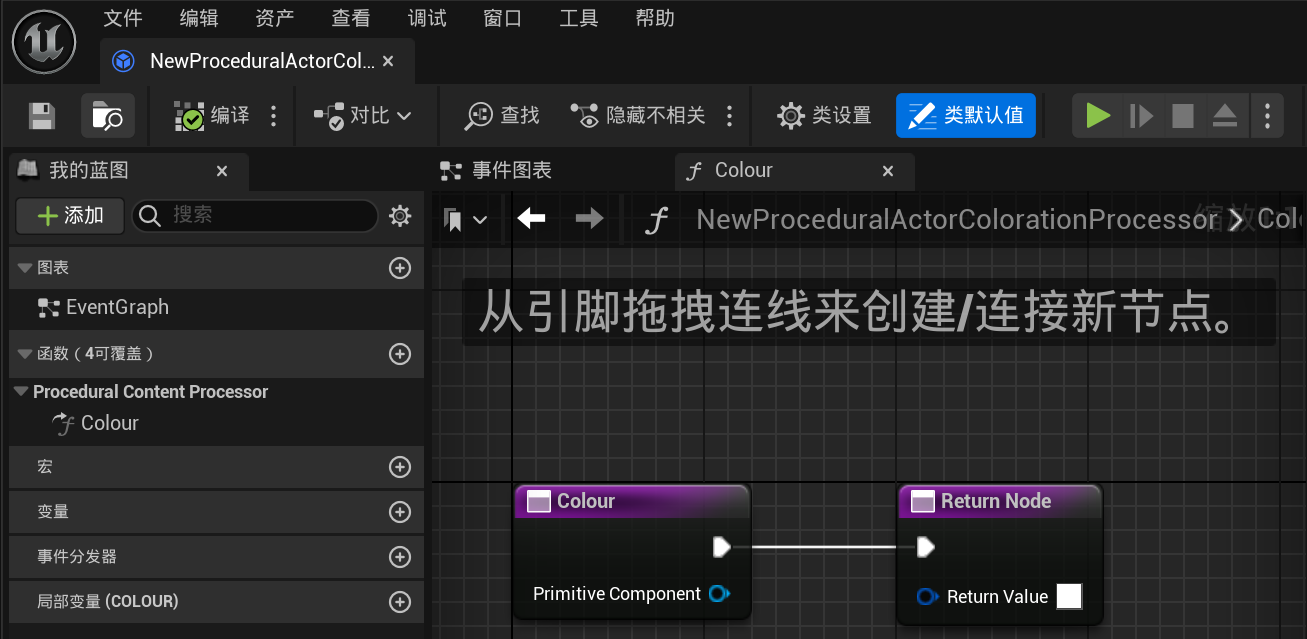 文件 编辑 资产 查看 调试 窗口 工具 帮助
NewProceduralActorCol...
编译 对比 查找 隐藏不相关 类设置 类默认值
我的蓝图 事件图表 Colour
添加 搜索 NewProceduralActorColorationProcessor
图表
从引脚拖拽连线来创建/连接新节点。
EventGraph
函数（4可覆盖）
Procedural Content Processor
Colour
宏
Colour Return Node
变量
事件分发器
Primitive Component Return Value
局部变量 (COLOUR)